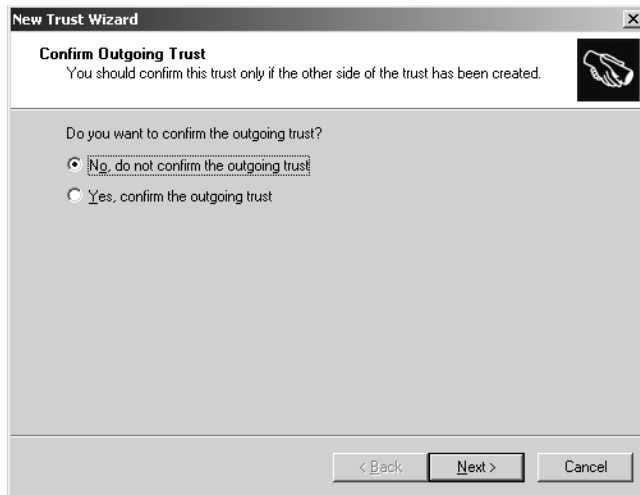 New Trust Wizard
Confirm Outgoing Trust
You should confirm this trust only if the other side of the trust has been created.
Do you want to confirm the outgoing trust?
No, do not confirm the outgoing trust
Yes, confirm the outgoing trust
< Back Next > Cancel